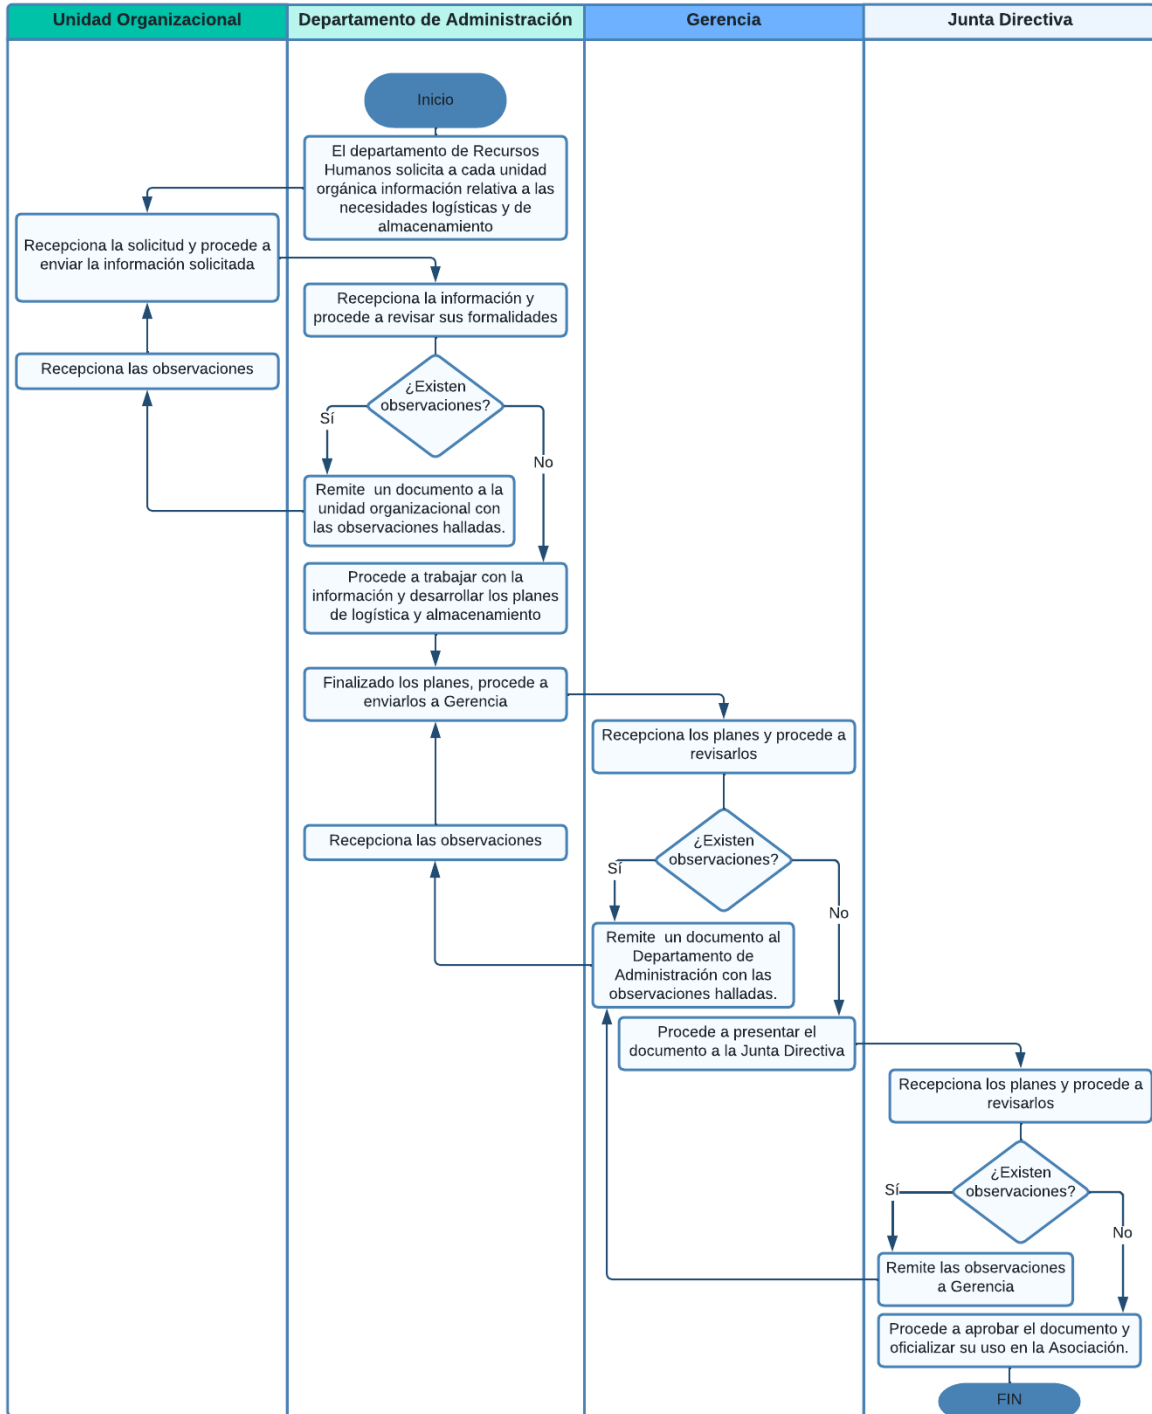 Unidad Organizacional
Departamento de Administración
Gerencia
Junta Directiva
Inicio
El departamento de Recursos
Humanos solicita a cada unidad
orgánica información relativa a las
necesidades logísticas y de
almacenamiento
Recepciona la solicitud y procede a
enviar la información solicitada
Recepciona la información y
procede a revisar sus formalidades
Recepciona las observaciones
¿Existen
observaciones?
Sí
No
Remite un documento a la
unidad organizacional con
las observaciones halladas.
Procede a trabajar con la
información y desarrollar los planes
de logística y almacenamiento
Finalizado los planes, procede a
enviarlos a Gerencia
Recepciona los planes y procede a
revisarlos
Recepciona las observaciones
¿Existen
observaciones?
Sí
No
Remite un documento al
Departamento de
Administración con las
observaciones halladas.
Procede a presentar el
documento a la Junta Directiva
Recepciona los planes y procede a
revisarlos
¿Existen
observaciones?
Sí
No
Remite las observaciones
a Gerencia
Procede a aprobar el documento y
oficializar su uso en la Asociación.
FIN